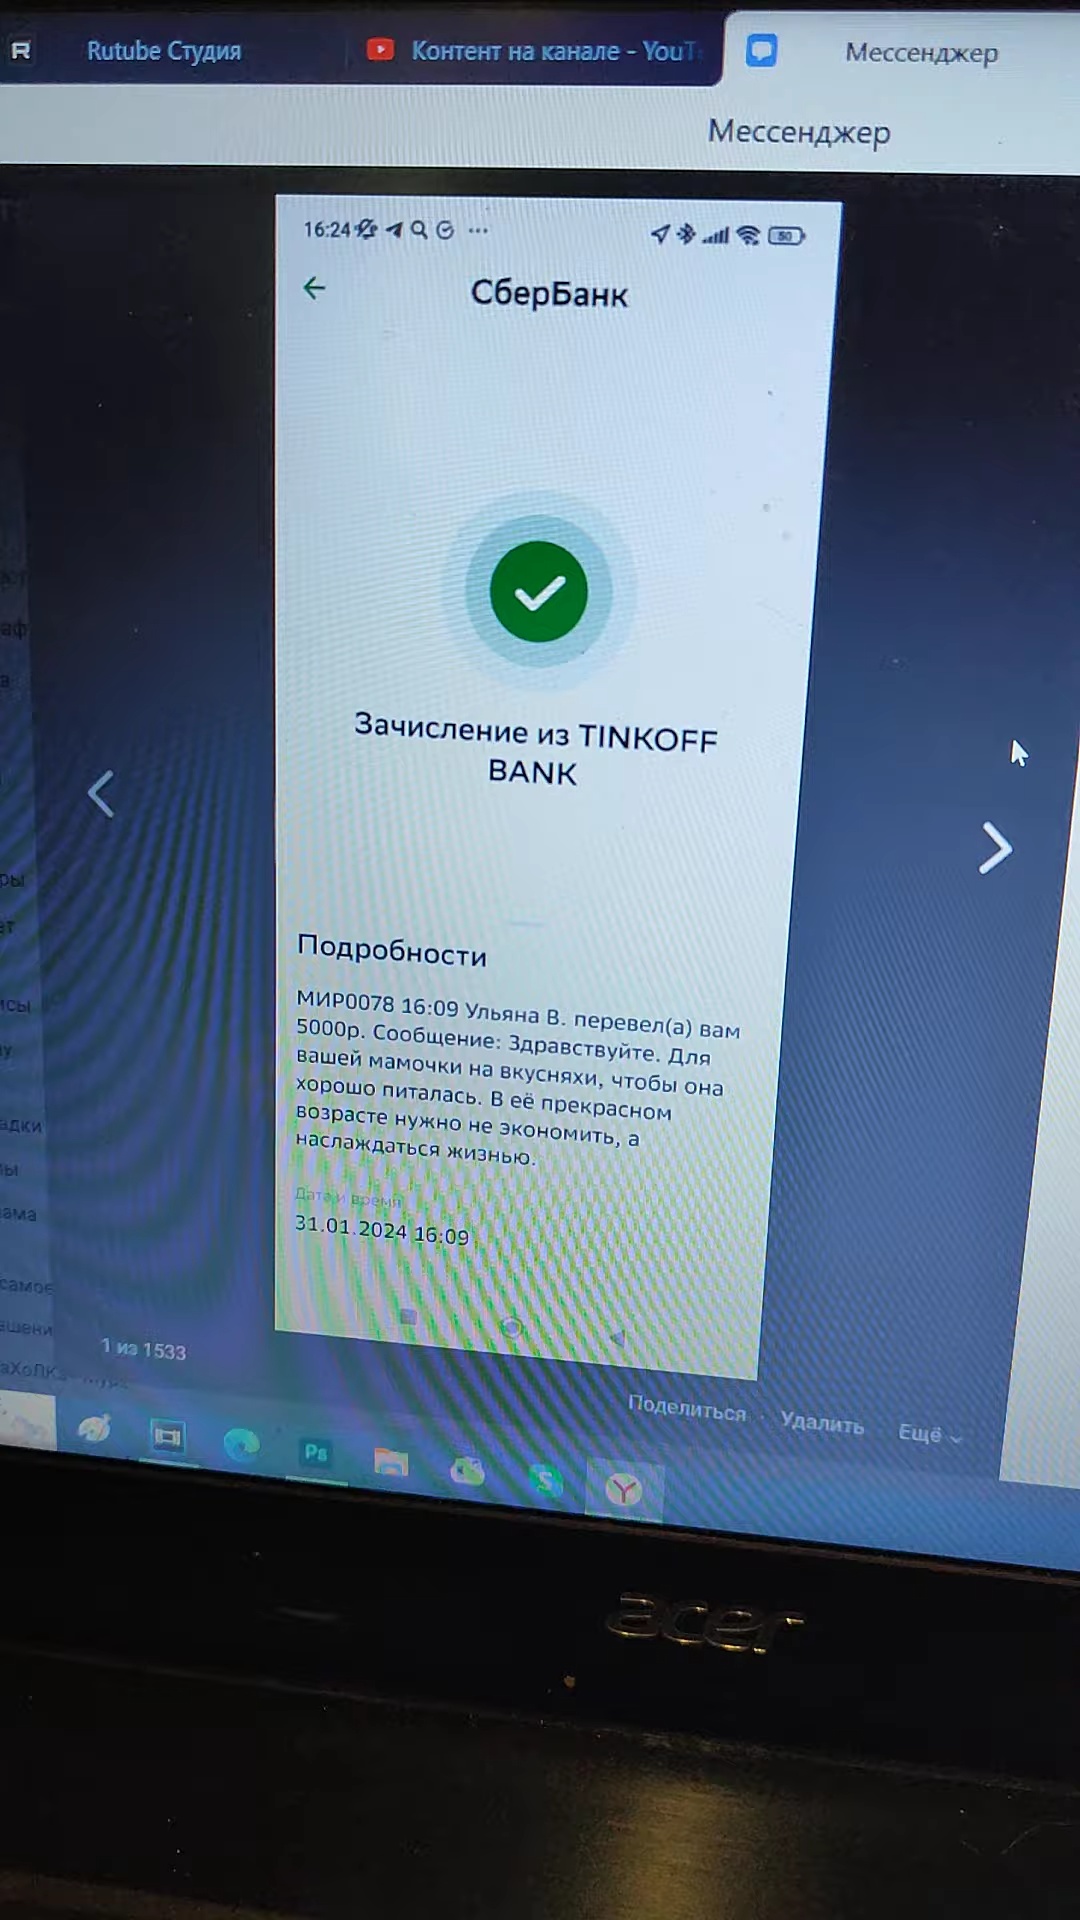 Rutube Студия
Контент на канале - YouT
Мессенджер
Мессенджер
16:24
50
СберБанк
Зачисление из TINKOFF
BANK
Подробности
МИР0078 16:09 Ульяна В. перевел(а) вам
5000р. Сообщение: Здравствуйте. Для
вашей мамочки на вкусняхи, чтобы она
хорошо питалась. В её прекрасном
возрасте нужно не экономить, а
наслаждаться жизнью.
Дата и время
31.01.2024 16:09
1 из 1533
Поделиться · Удалить Ещё
Ps
acer